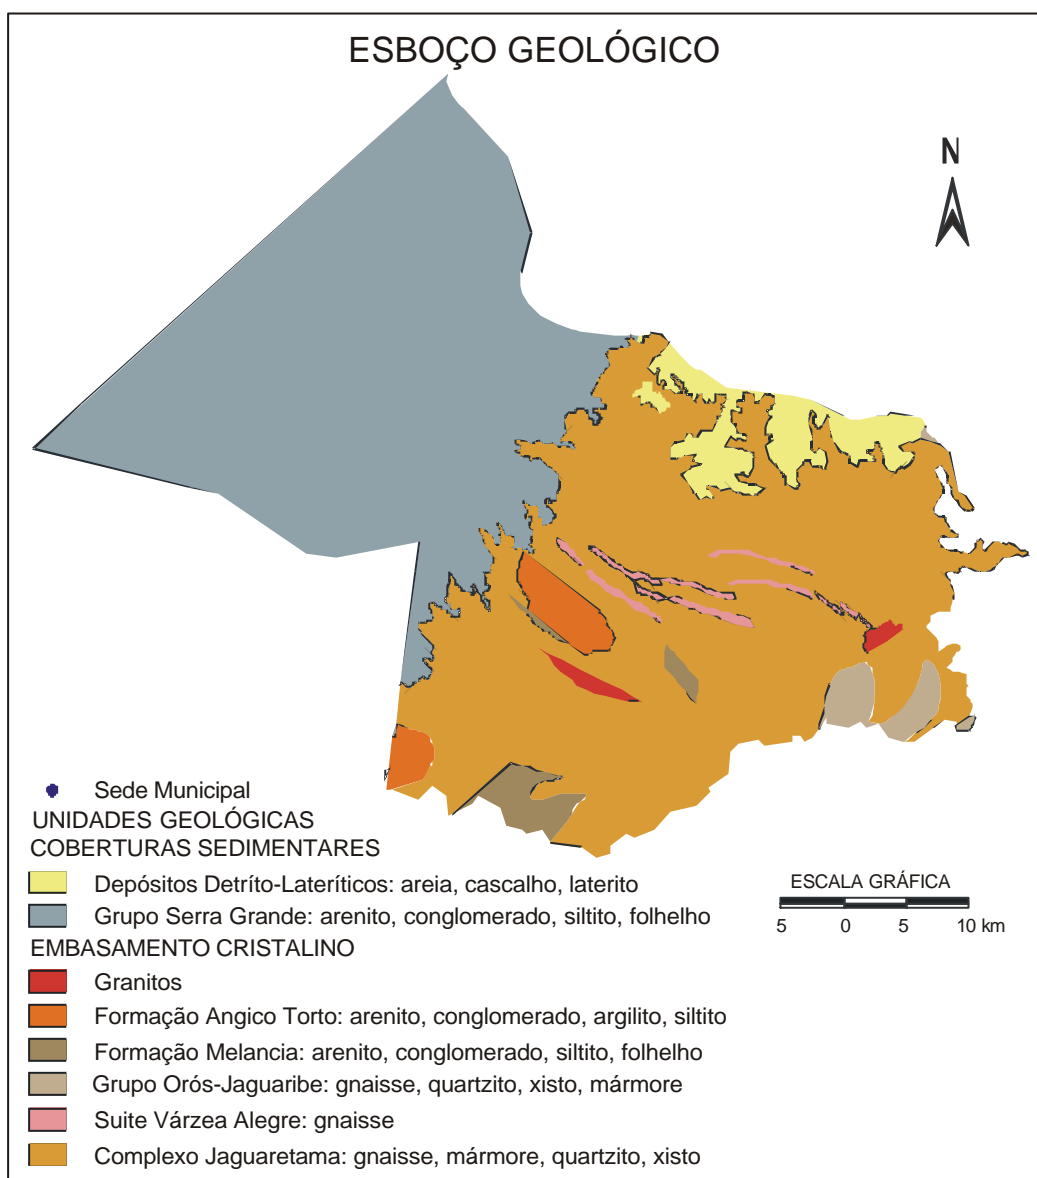 ESBOÇO GEOLÓGICO
N
Sede Municipal
UNIDADES GEOLÓGICAS
COBERTURAS SEDIMENTARES
Depósitos Detríto-Lateríticos: areia, cascalho, laterito
Grupo Serra Grande: arenito, conglomerado, siltito, folhelho
EMBASAMENTO CRISTALINO
Granitos
Formação Angico Torto: arenito, conglomerado, argilito, siltito
Formação Melancia: arenito, conglomerado, siltito, folhelho
Grupo Orós-Jaguaribe: gnaisse, quartzito, xisto, mármore
Suite Várzea Alegre: gnaisse
Complexo Jaguaretama: gnaisse, mármore, quartzito, xisto
ESCALA GRÁFICA
5 0 5 10 km